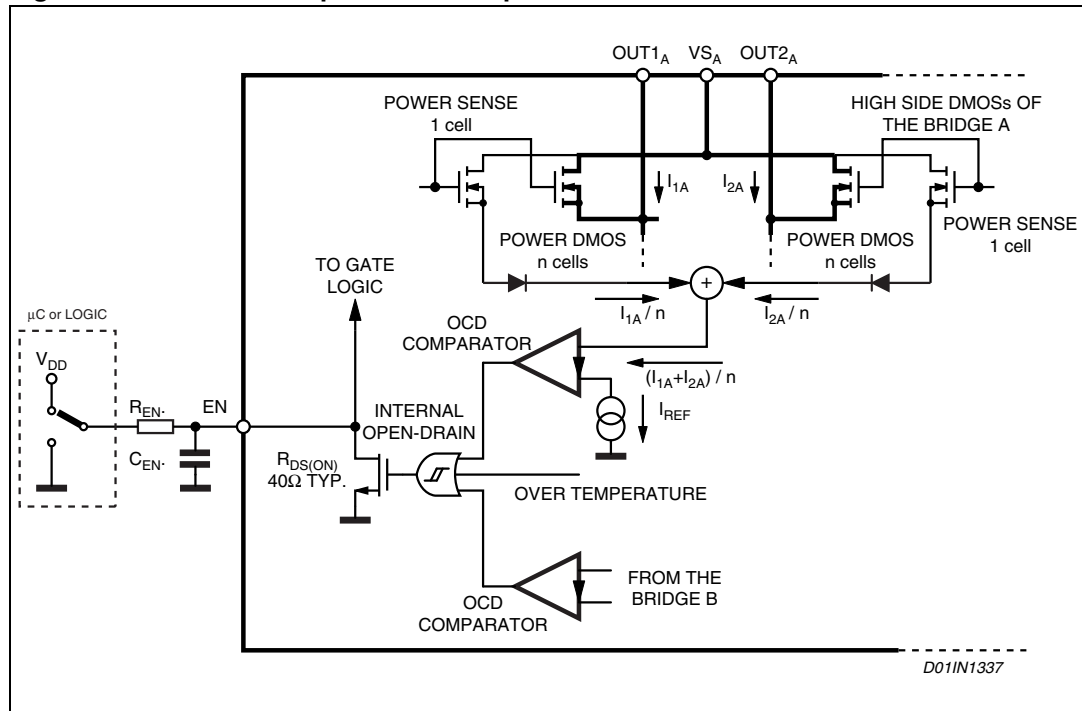 OUT1A VSA OUT2A
POWER SENSE
1 cell
HIGH SIDE DMOSs OF
THE BRIDGE A
I1A I2A
POWER DMOS
n cells
POWER DMOS
n cells
POWER SENSE
1 cell
TO GATE
LOGIC
+
I1A / n
I2A / n
μC or LOGIC
VDD
OCD
COMPARATOR
(I1A+I2A) / n
IREF
REN.
EN
CEN.
INTERNAL
OPEN-DRAIN
RDS(ON)
40Ω TYP.
OVER TEMPERATURE
FROM THE
BRIDGE B
OCD
COMPARATOR
D01IN1337